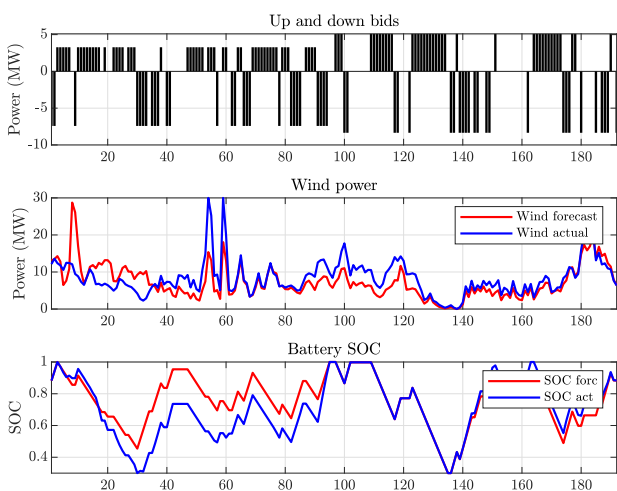 Up and down bids
Power (MW)
5
0
-5
-10
20 40 60 80 100 120 140 160 180
Wind power
Power (MW)
30
20
10
0
Wind forecast
Wind actual
20 40 60 80 100 120 140 160 180
Battery SOC
SOC
1
0.8
0.6
0.4
SOC forc
SOC act
20 40 60 80 100 120 140 160 180